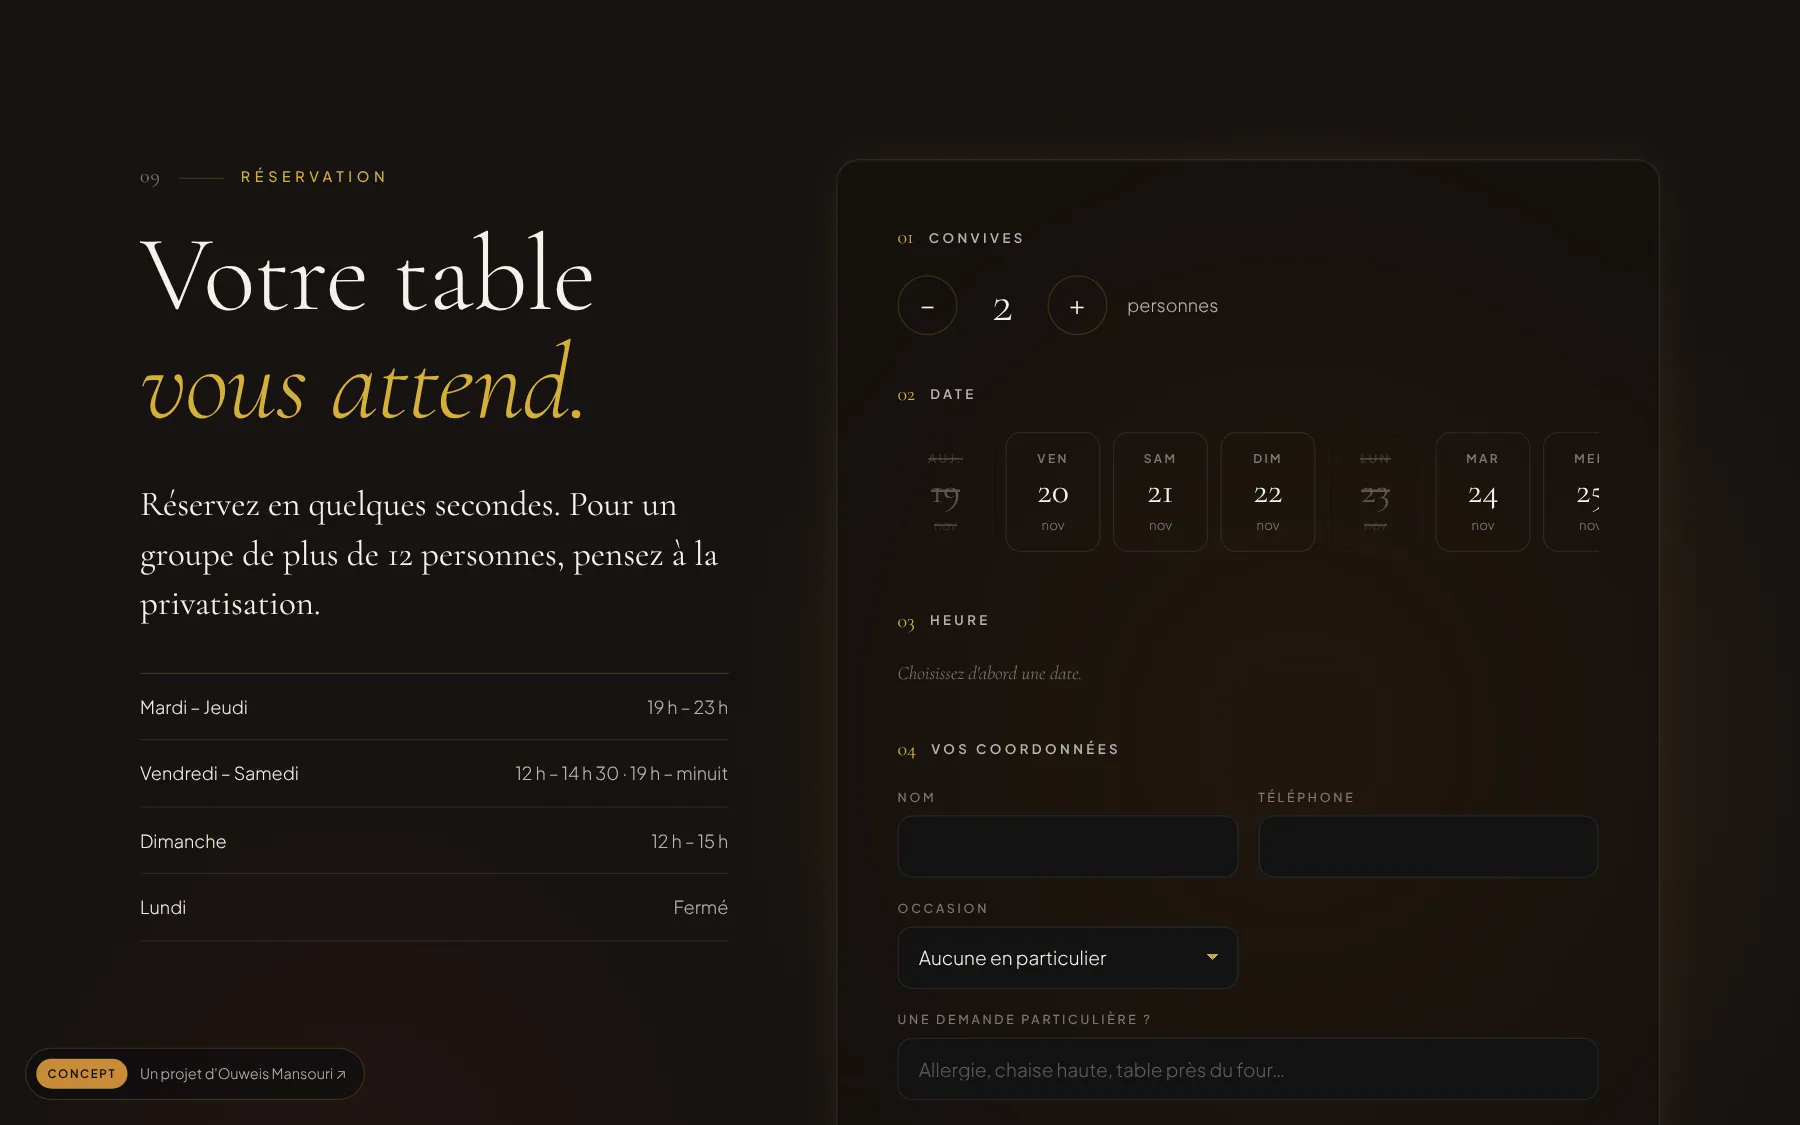 09 RÉSERVATION
Votre table
vous attend.
Réservez en quelques secondes. Pour un
groupe de plus de 12 personnes, pensez à la
privatisation.
Mardi – Jeudi 19 h – 23 h
Vendredi – Samedi 12 h – 14 h 30 · 19 h – minuit
Dimanche 12 h – 15 h
Lundi Fermé
CONCEPT Un projet d'Ouweis Mansouri ↗
01 CONVIVES
− 2 + personnes
02 DATE
AUJ. VEN SAM DIM LUN MAR
19 20 21 22 23 24 25
nov nov nov nov nov nov
03 HEURE
Choisissez d'abord une date.
04 VOS COORDONNÉES
NOM TÉLÉPHONE
OCCASION
Aucune en particulier
UNE DEMANDE PARTICULIÈRE ?
Allergie, chaise haute, table près du four…